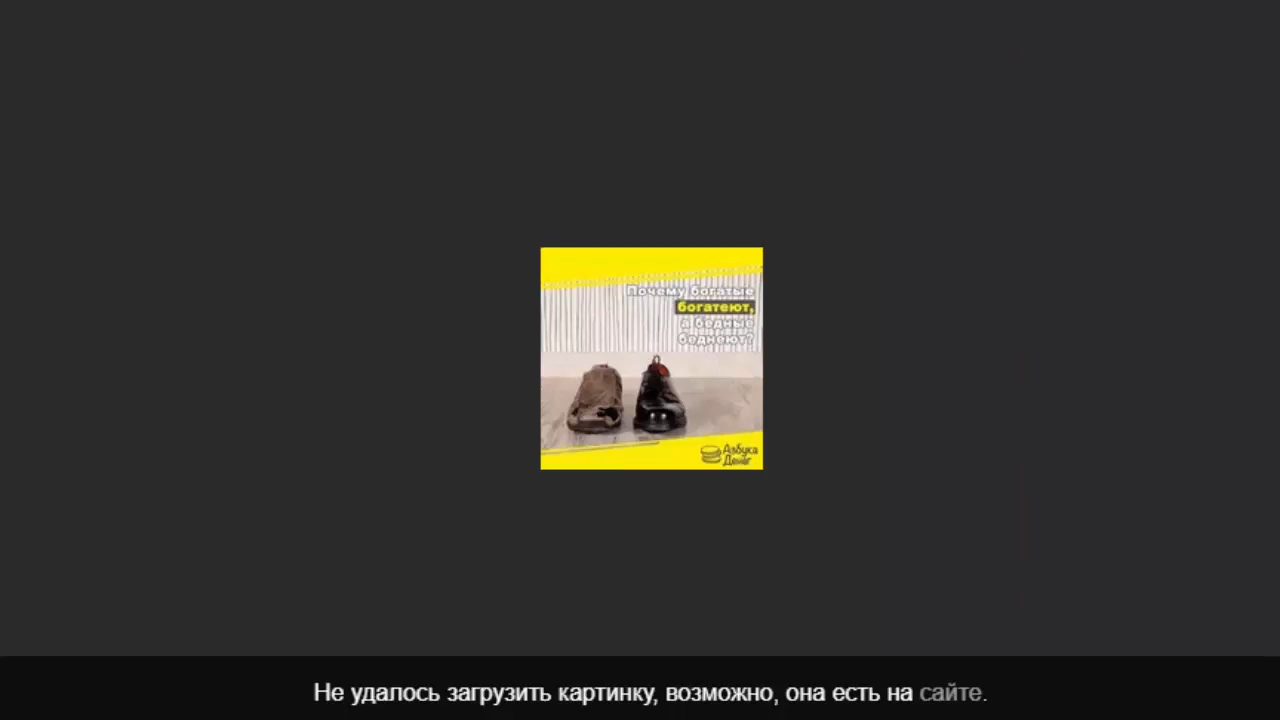 Почему богатые
богатеют,
а бедные
беднеют?
Азбука
Денег
Не удалось загрузить картинку, возможно, она есть на сайте.